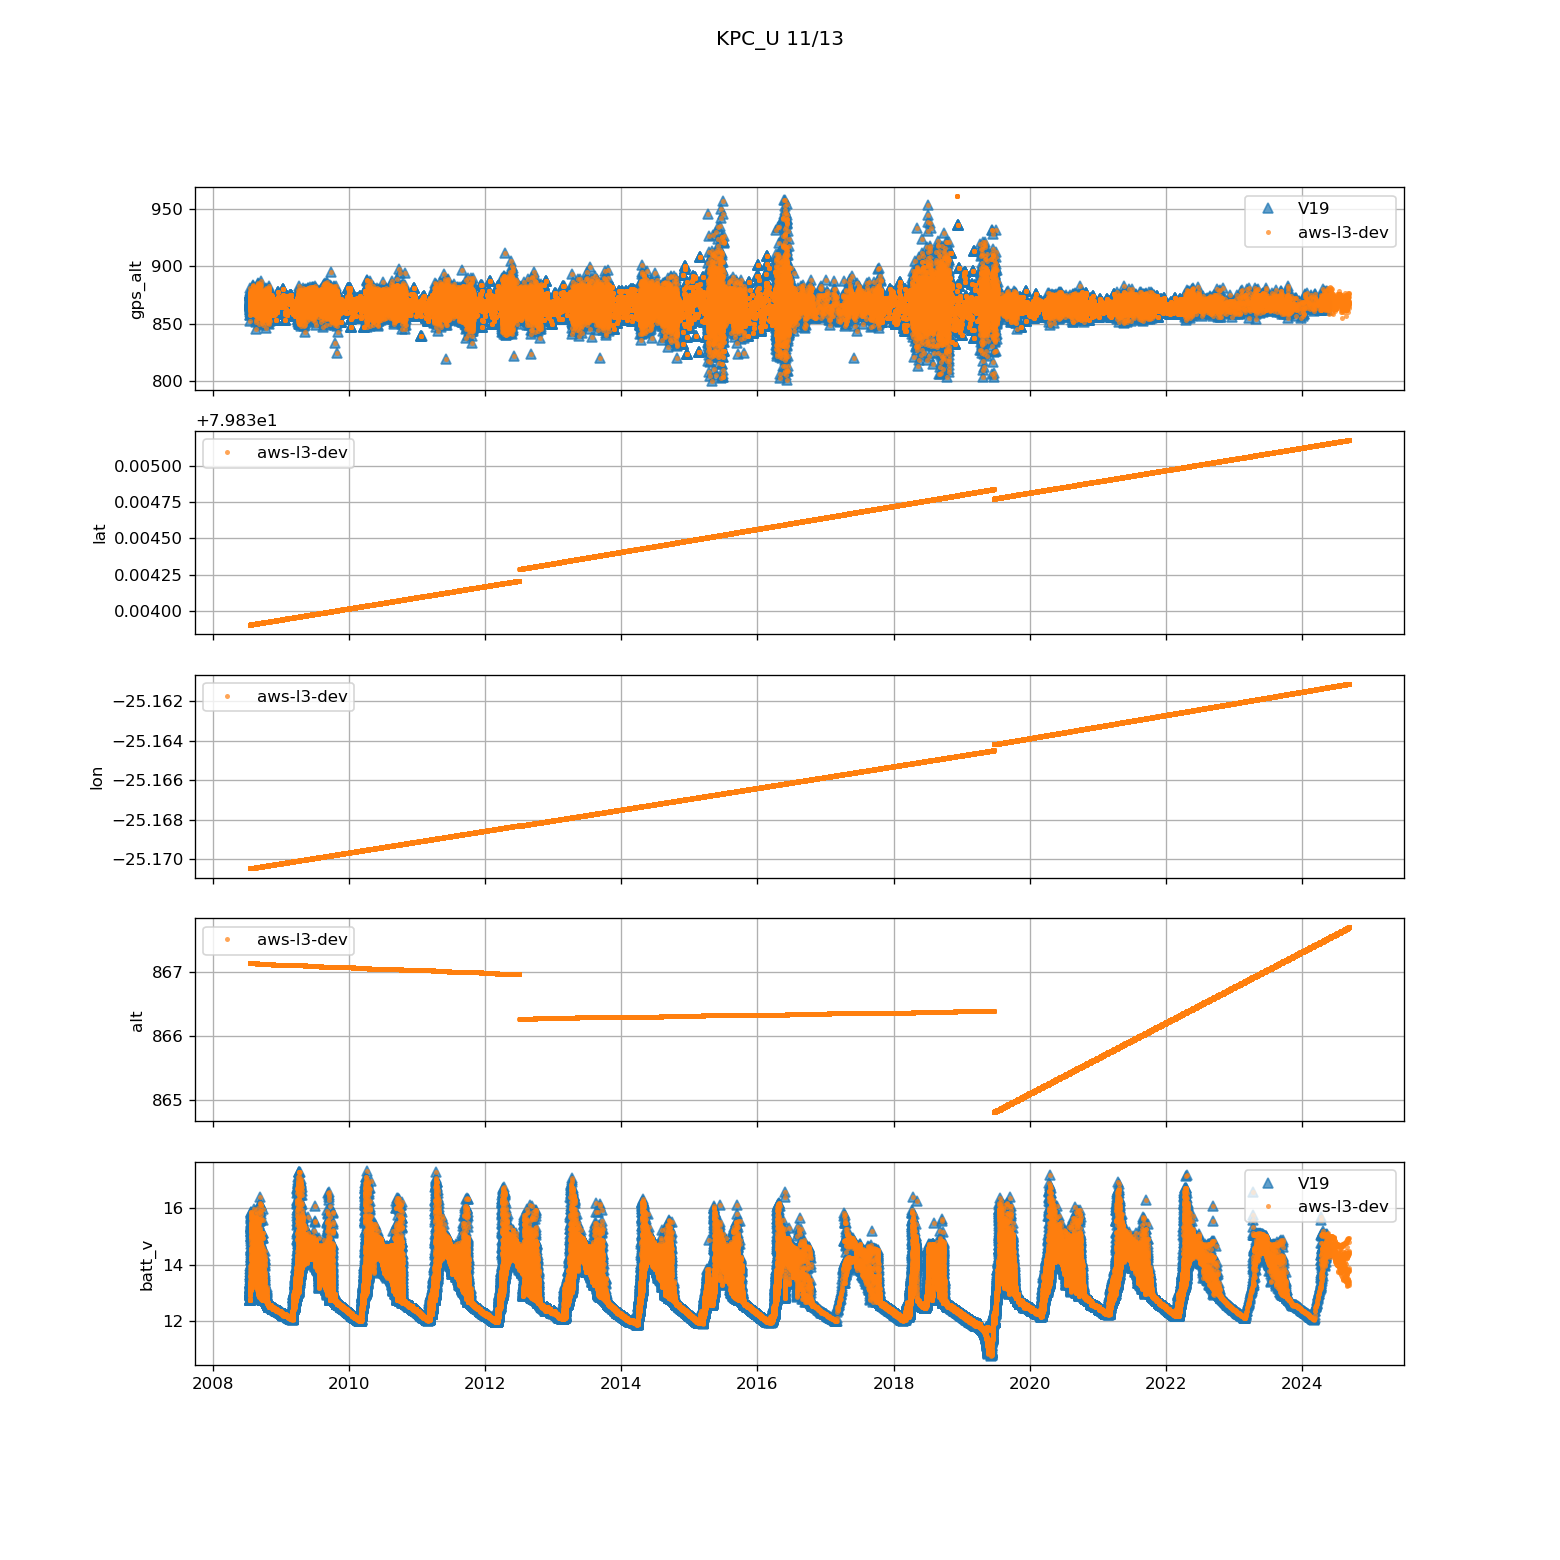 KPC_U 11/13
950
900
850
800
gps_alt
V19
aws-l3-dev
+7.983e1
0.00500
0.00475
0.00450
0.00425
0.00400
lat
aws-l3-dev
−25.162
−25.164
−25.166
−25.168
−25.170
lon
aws-l3-dev
867
866
865
alt
aws-l3-dev
16
14
12
batt_v
V19
aws-l3-dev
2008 2010 2012 2014 2016 2018 2020 2022 2024